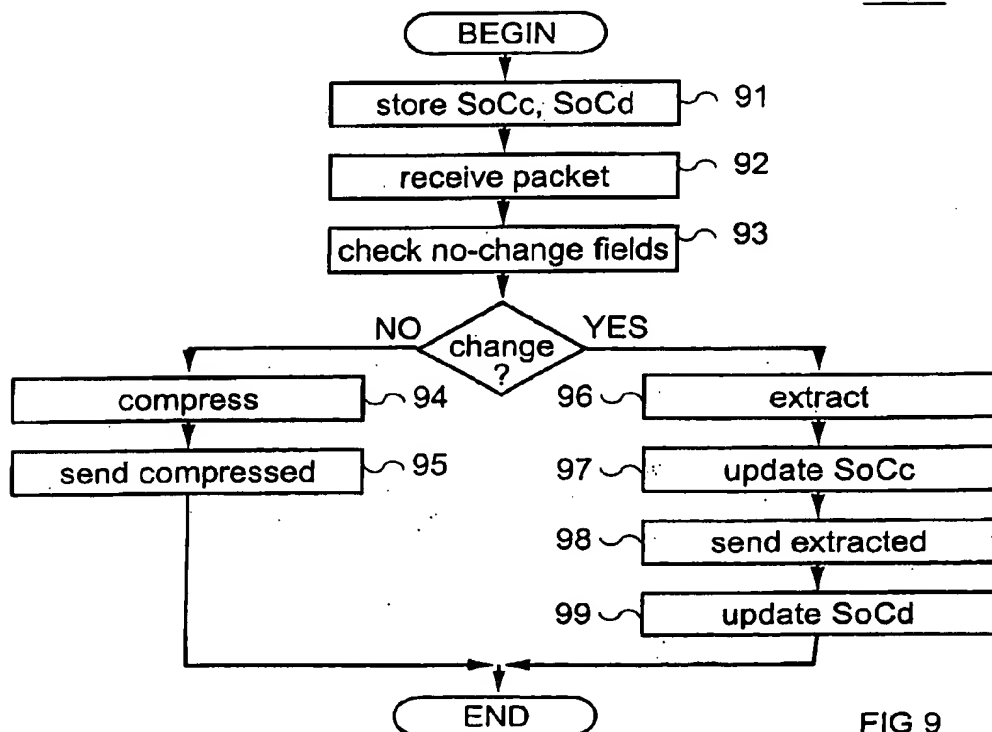 BEGIN
store SoCc, SoCd 91
receive packet 92
check no-change fields 93
NO change ? YES
compress 94
96 extract
send compressed 95
97 update SoCc
98 send extracted
99 update SoCd
END
FIG 9